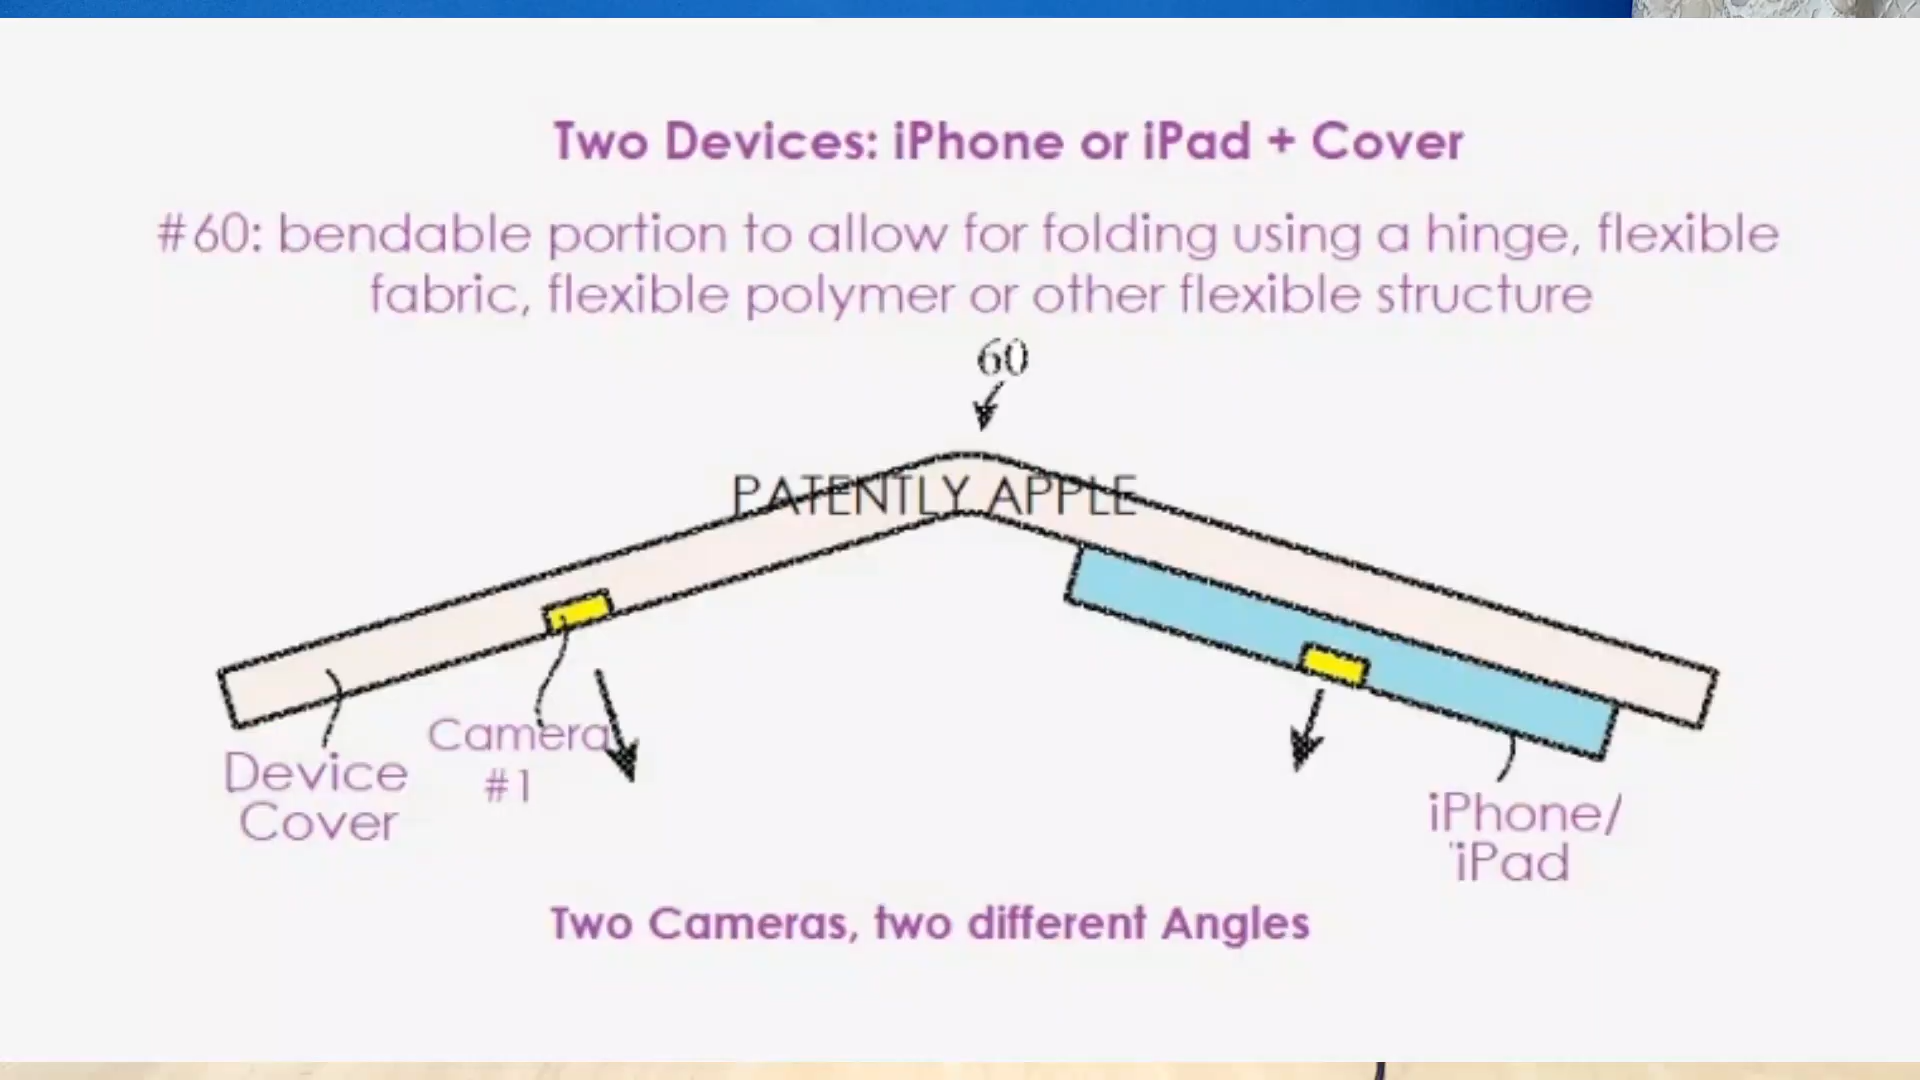 Two Devices: iPhone or iPad + Cover
#60: bendable portion to allow for folding using a hinge, flexible
fabric, flexible polymer or other flexible structure
60
PATENTLY APPLE
Camera
#1
Device
Cover
iPhone/
iPad
Two Cameras, two different Angles